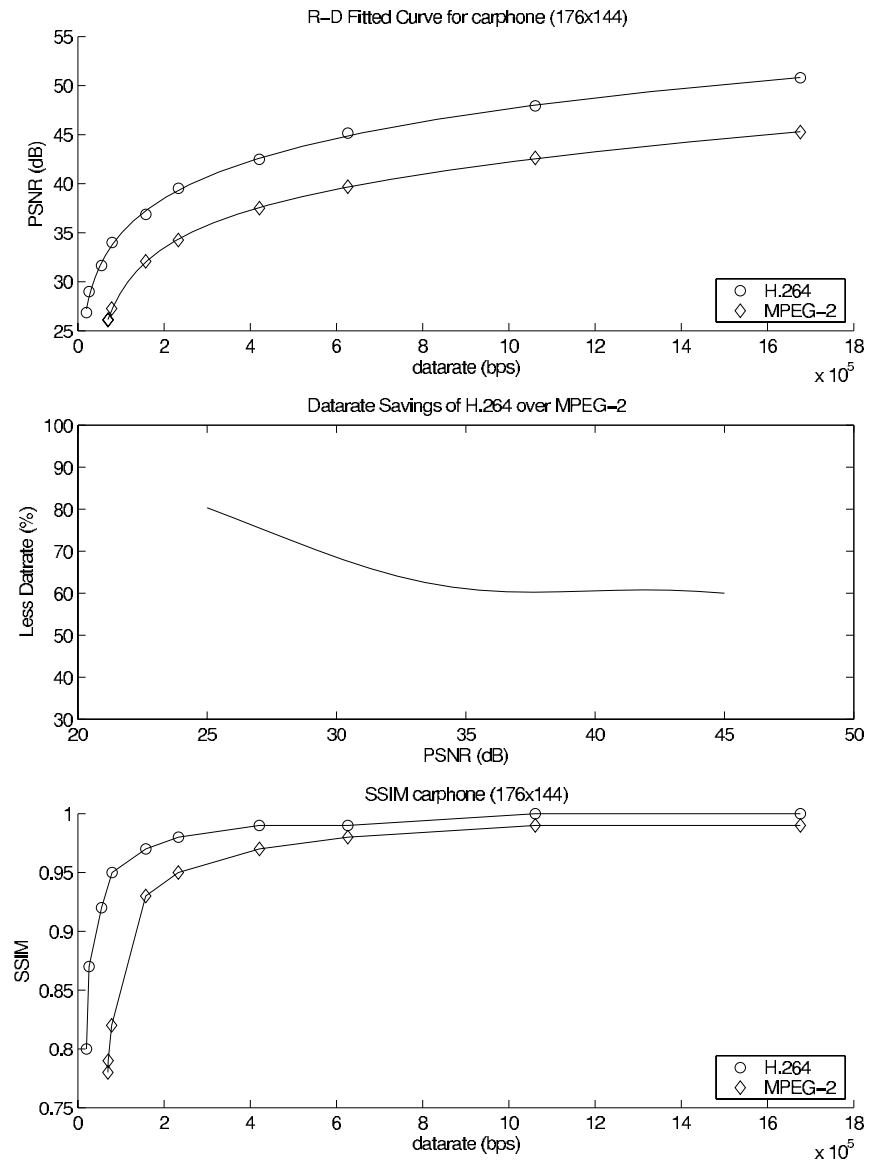 R-D Fitted Curve for carphone (176x144)
55
50
45
40
35
30
25
PSNR (dB)
H.264
MPEG-2
0 2 4 6 8 10 12 14 16 18
datarate (bps)
x 10^5
Datarate Savings of H.264 over MPEG-2
100
90
80
70
60
50
40
30
Less Datrate (%)
20 25 30 35 40 45 50
PSNR (dB)
SSIM carphone (176x144)
1
0.95
0.9
0.85
0.8
0.75
SSIM
H.264
MPEG-2
0 2 4 6 8 10 12 14 16 18
datarate (bps)
x 10^5